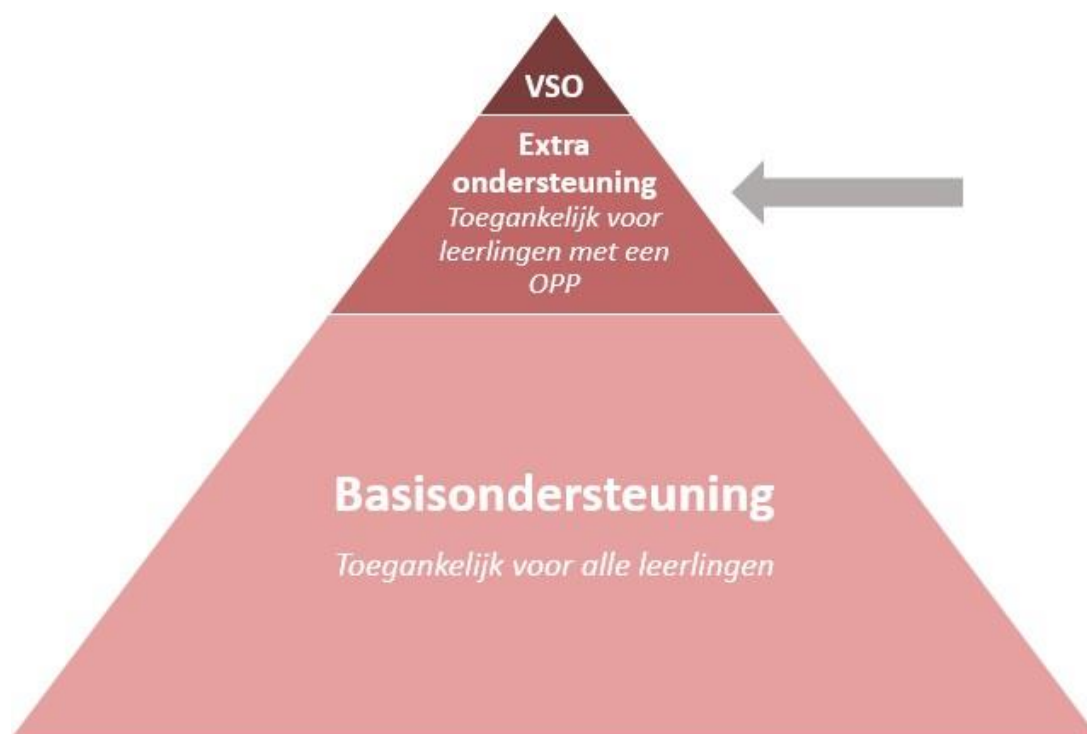 VSO
Extra
ondersteuning
Toegankelijk voor
leerlingen met een
OPP
Basisondersteuning
Toegankelijk voor alle leerlingen